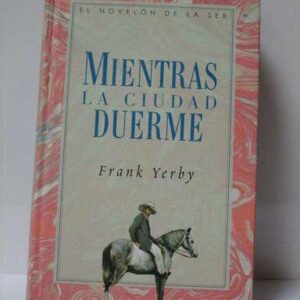 EL NOVELÓN DE LA SER
MIENTRAS
LA CIUDAD
DUERME
Frank Yerby